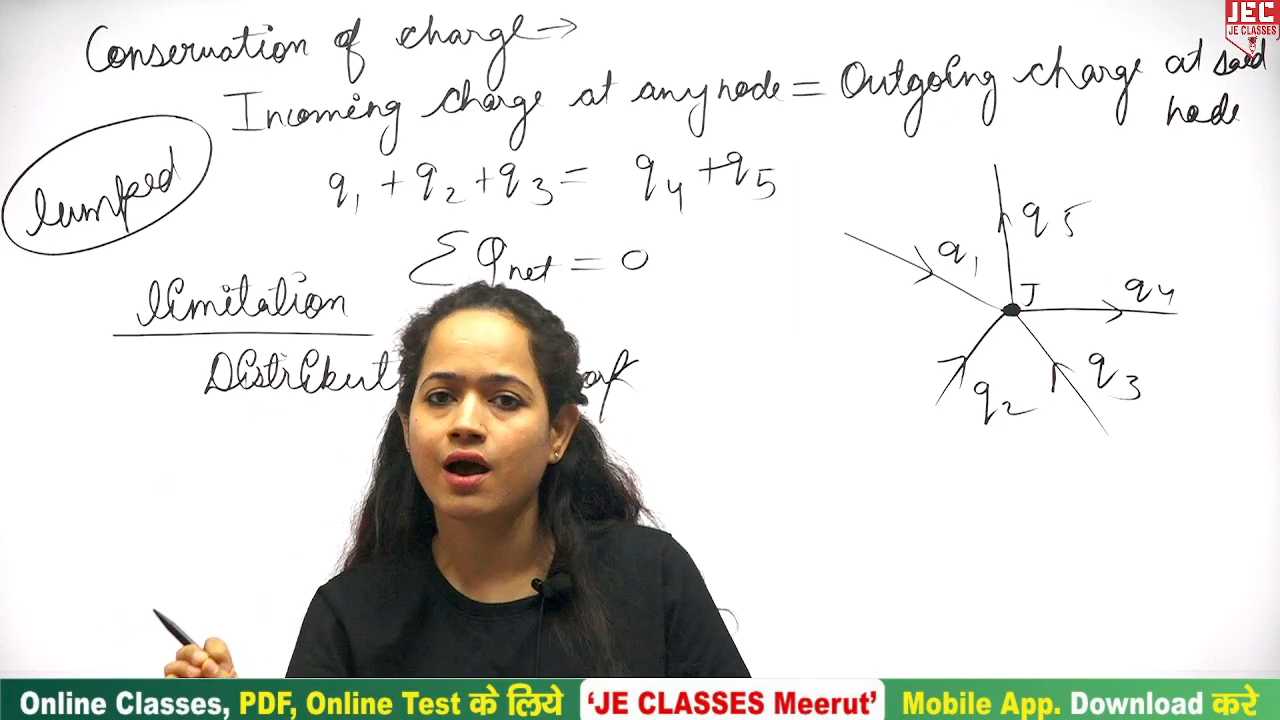 JEC
JE CLASSES
Conservation of charge →
Incoming charge at any node = Outgoing charge at said node
lumped
q₁ + q₂ + q₃ = q₄ + q₅
Σ q net = 0
limitation
q₅
q₁
J
q₄
q₂
q₃
Online Classes, PDF, Online Test के लिये 'JE CLASSES Meerut' Mobile App. Download करे